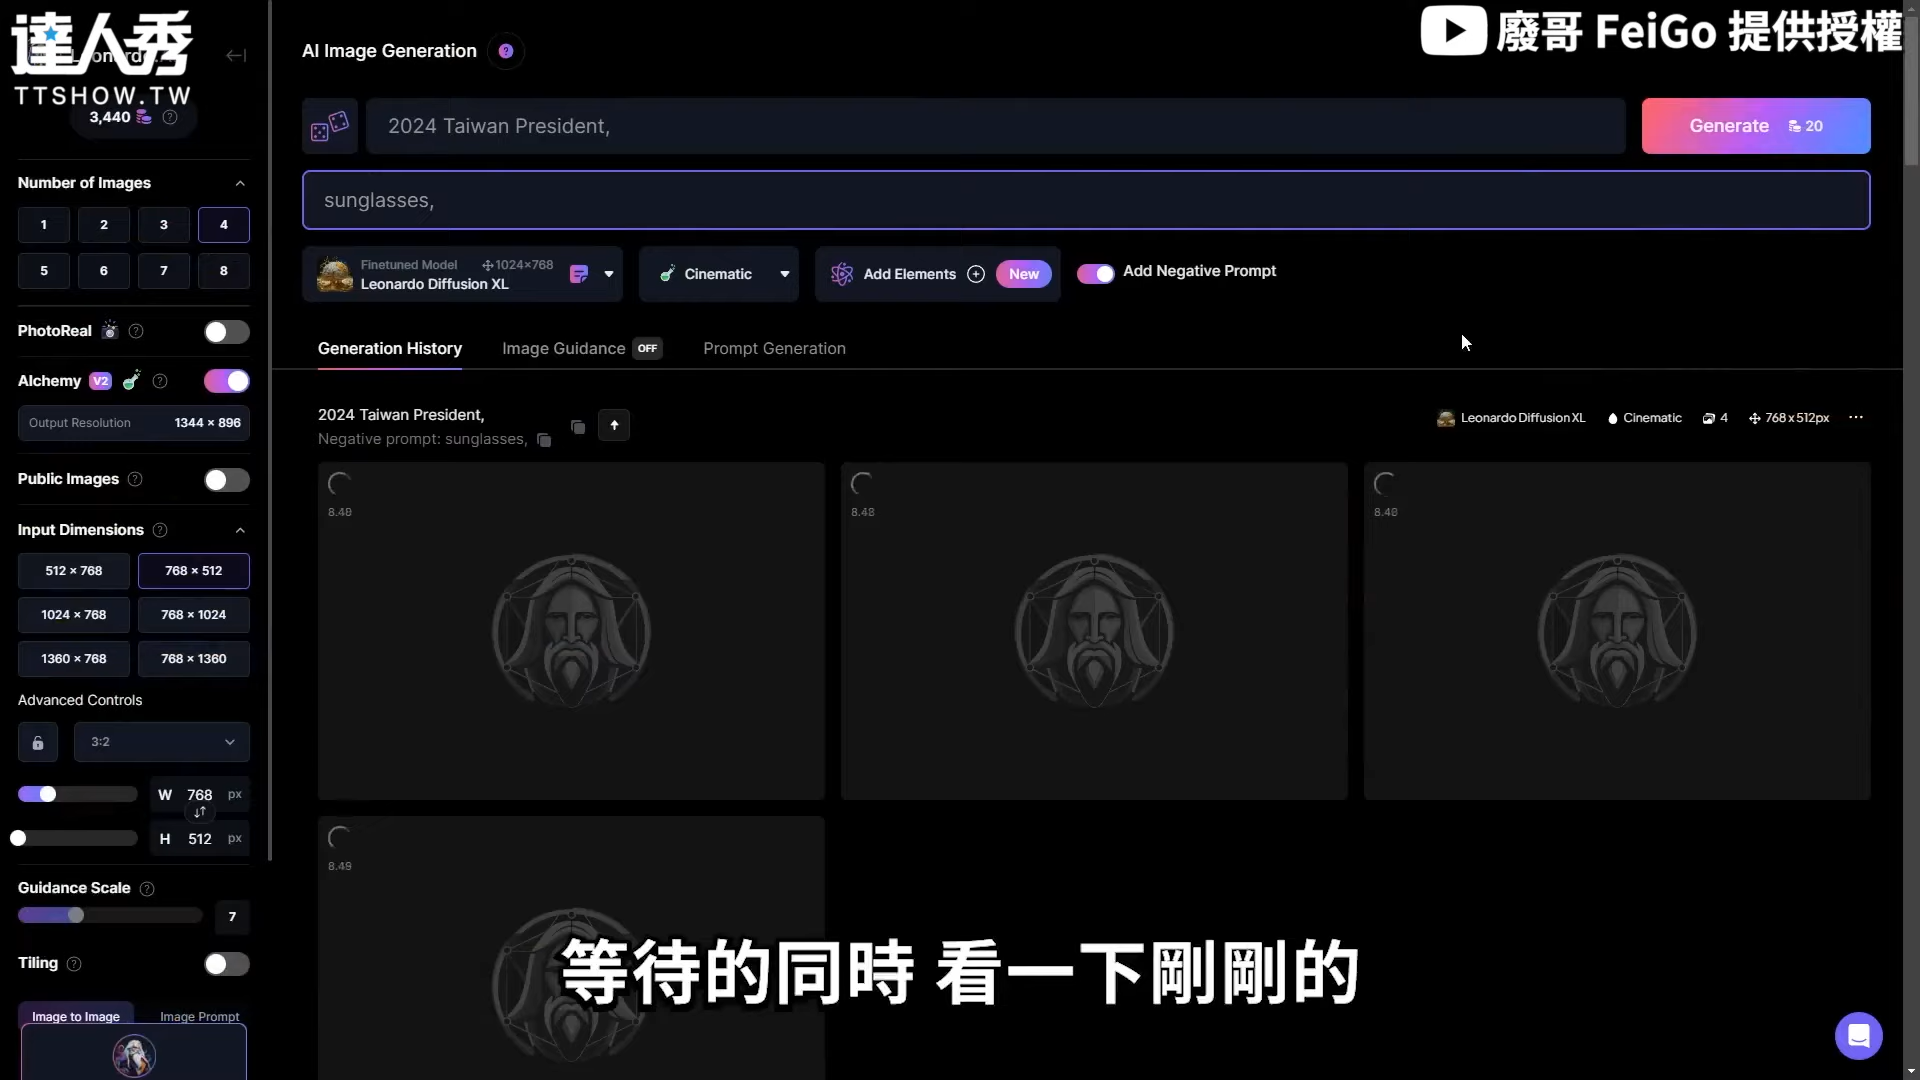 達人秀
TTSHOW.TW
廢哥 FeiGo 提供授權
3,440
Number of Images
1 2 3 4
5 6 7 8
PhotoReal
Alchemy V2
Output Resolution 1344 × 896
Public Images
Input Dimensions
512 × 768 768 × 512
1024 × 768 768 × 1024
1360 × 768 768 × 1360
Advanced Controls
3:2
W 768 px
H 512 px
Guidance Scale
7
Tiling
Image to Image Image Prompt
AI Image Generation
2024 Taiwan President,
Generate 20
sunglasses,
Finetuned Model 1024×768
Leonardo Diffusion XL
Cinematic
Add Elements New
Add Negative Prompt
Generation History Image Guidance OFF Prompt Generation
2024 Taiwan President,
Negative prompt: sunglasses,
Leonardo Diffusion XL Cinematic 4 768x512px
8.48 8.48 8.48
8.49
等待的同時 看一下剛剛的